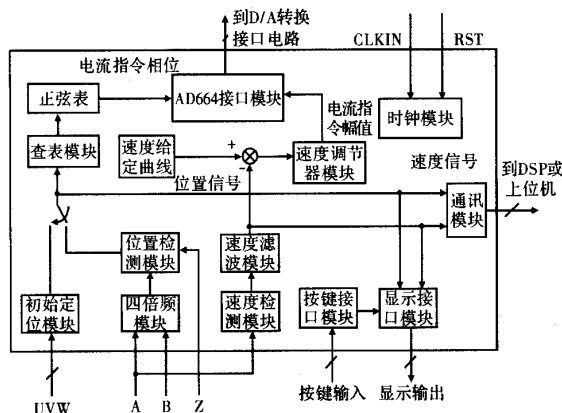 到D/A转换
接口电路
CLKIN
RST
电流指令相位
正弦表
AD664接口模块
电流指
令幅值
时钟模块
查表模块
速度给
定曲线
+
-
速度调节
器模块
速度信号
位置信号
到DSP或
上位机
通讯
模块
位置检
测模块
速度滤
波模块
初始定
位模块
四倍频
模块
速度检
测模块
按键接
口模块
显示接
口模块
UVW
A
B
Z
按键输入
显示输出